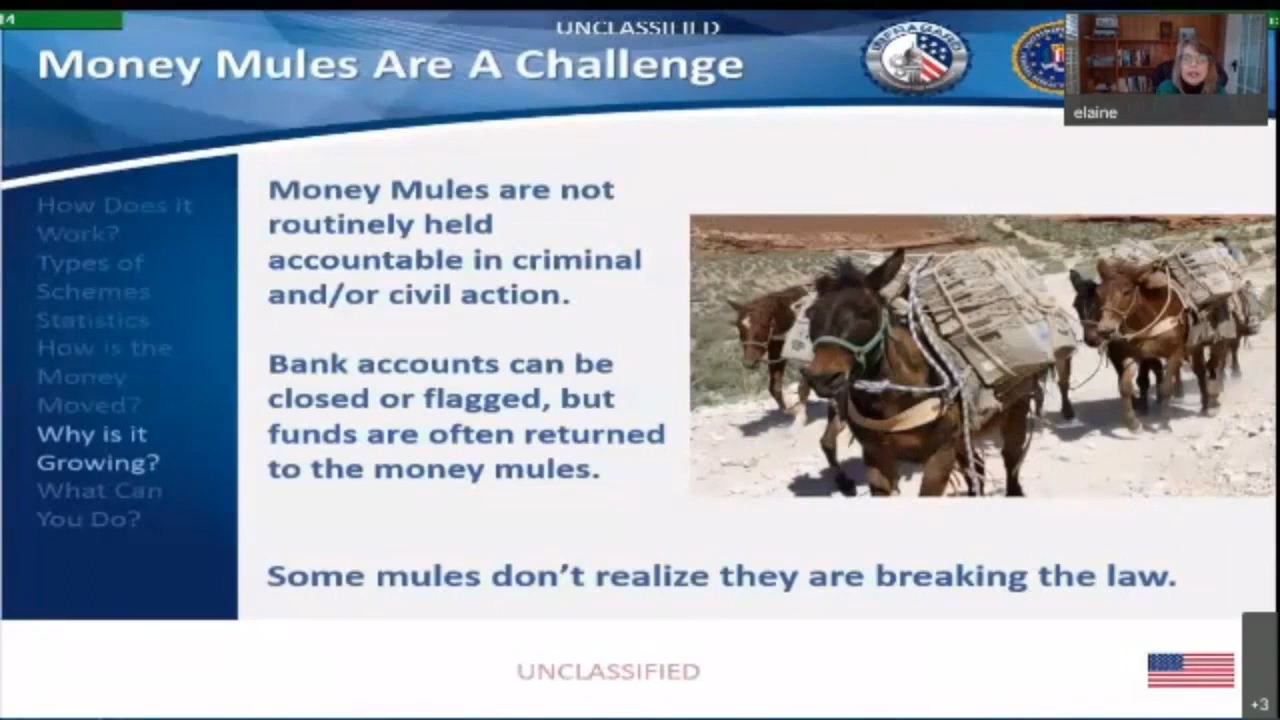 14
UNCLASSIFIED
Money Mules Are A Challenge
INFRAGARD
elaine
How Does it
Work?
Types of
Schemes
Statistics
How is the
Money
Moved?
Why is it
Growing?
What Can
You Do?
Money Mules are not
routinely held
accountable in criminal
and/or civil action.
Bank accounts can be
closed or flagged, but
funds are often returned
to the money mules.
Some mules don't realize they are breaking the law.
UNCLASSIFIED
+3